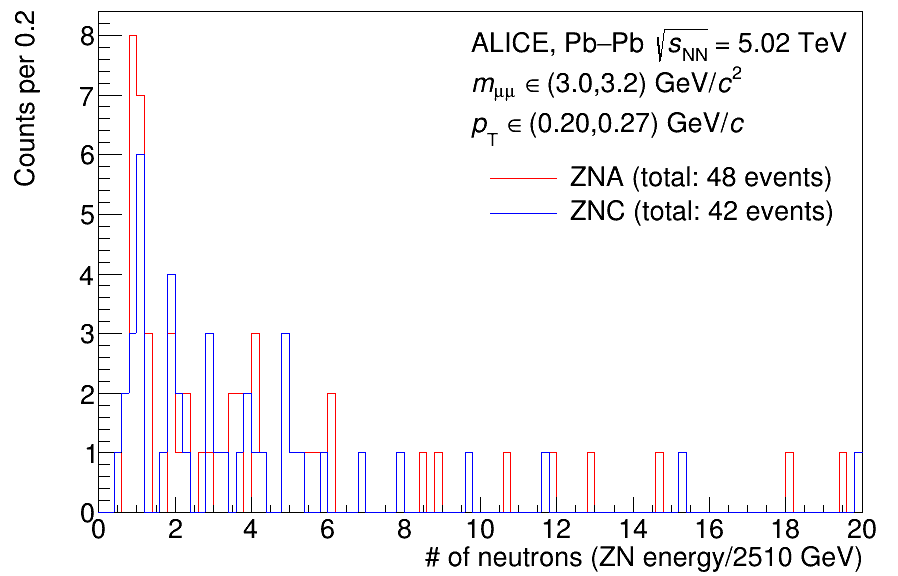 Counts per 0.2
ALICE, Pb–Pb √sNN = 5.02 TeV
mμμ ∈ (3.0,3.2) GeV/c2
pT ∈ (0.20,0.27) GeV/c
ZNA (total: 48 events)
ZNC (total: 42 events)
8
7
6
5
4
3
2
1
0
0 2 4 6 8 10 12 14 16 18 20
# of neutrons (ZN energy/2510 GeV)